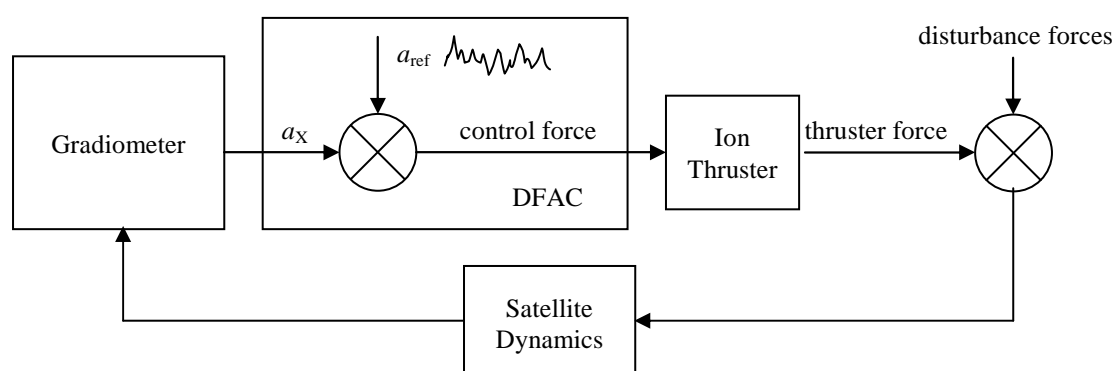 disturbance forces
a_ref
Gradiometer
a_X
control force
Ion
Thruster
thruster force
DFAC
Satellite
Dynamics